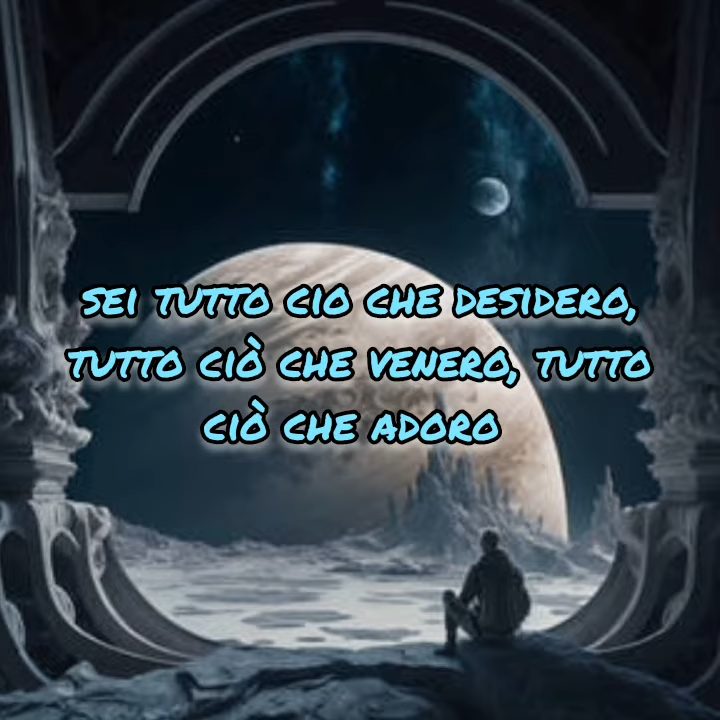 sei tutto cio che desidero,
tutto ciò che venero, tutto
ciò che adoro